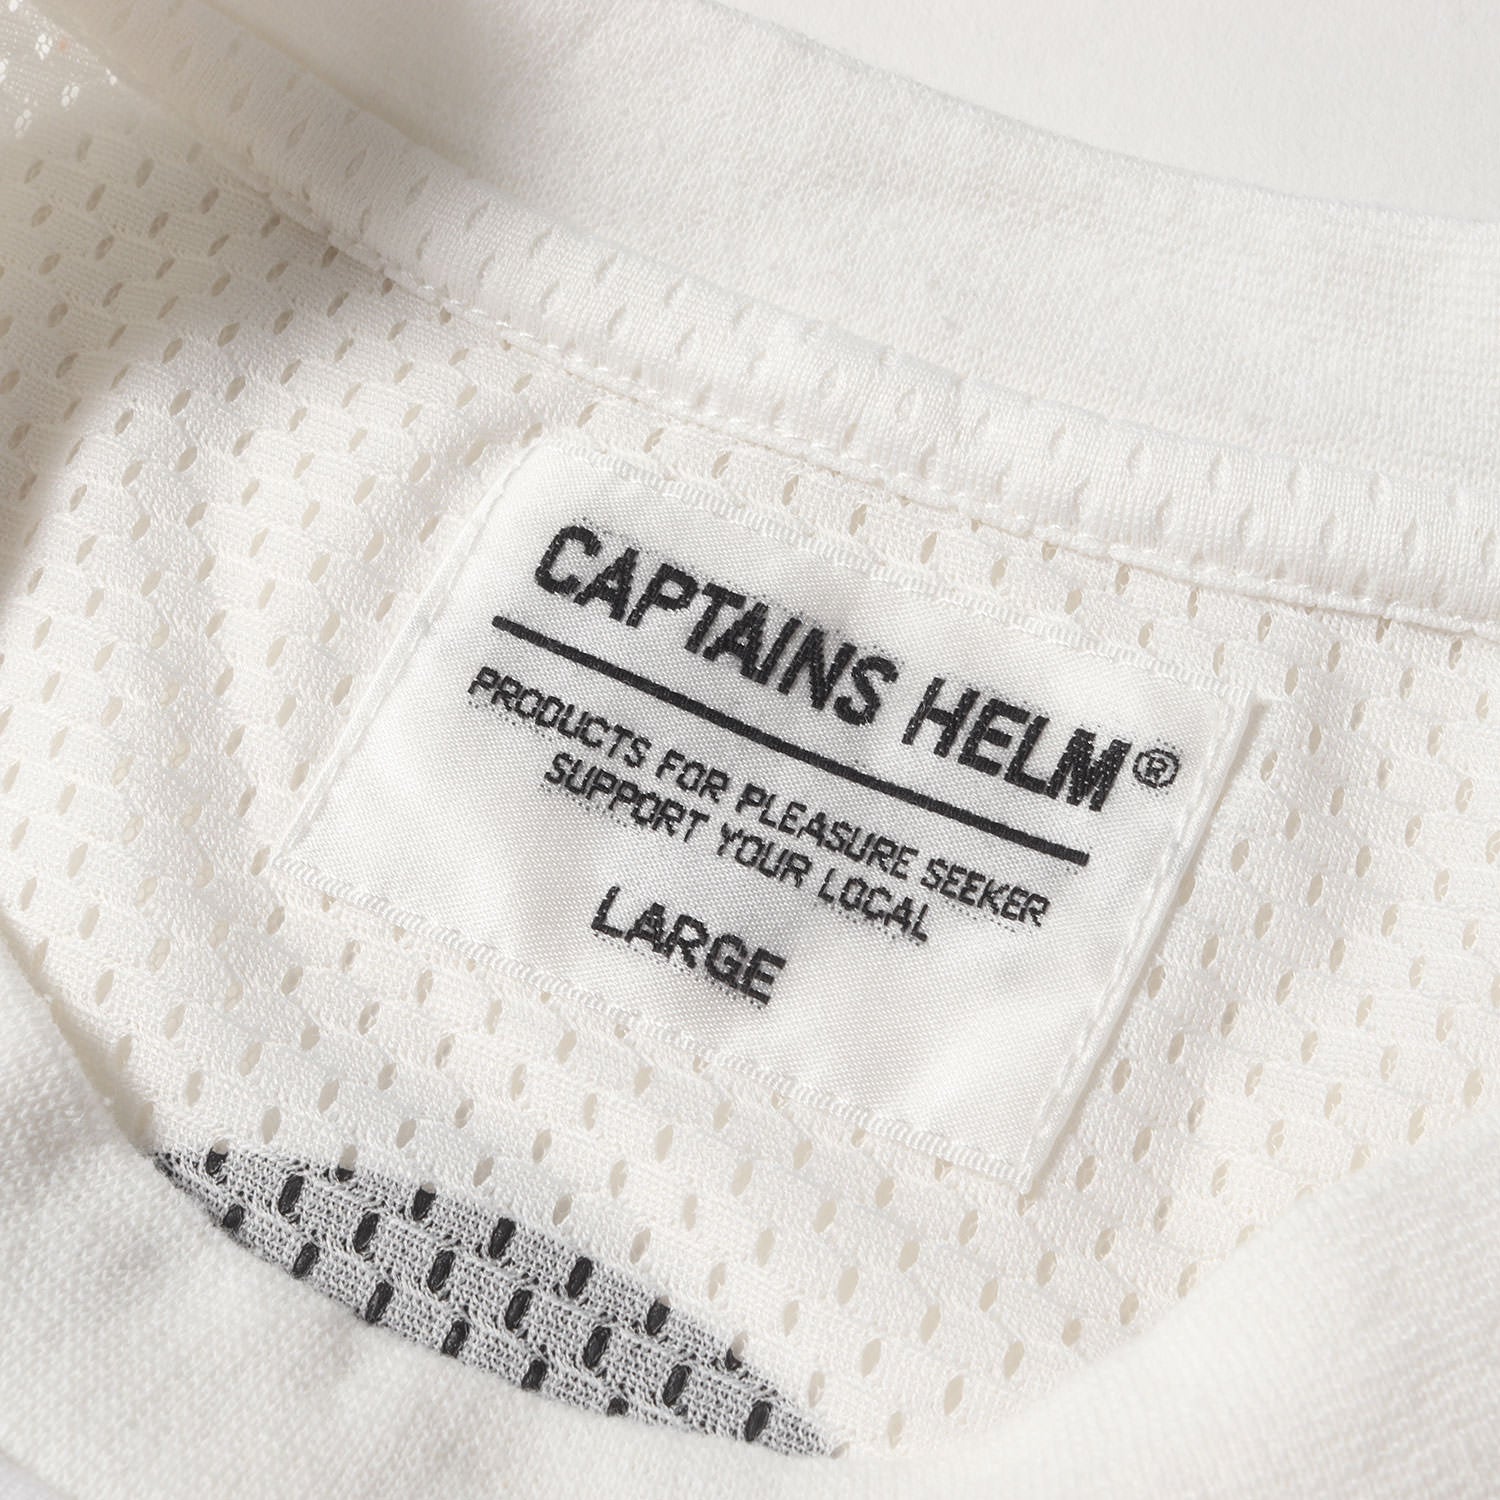 CAPTAINS HELM®
PRODUCTS FOR PLEASURE SEEKER
SUPPORT YOUR LOCAL
LARGE